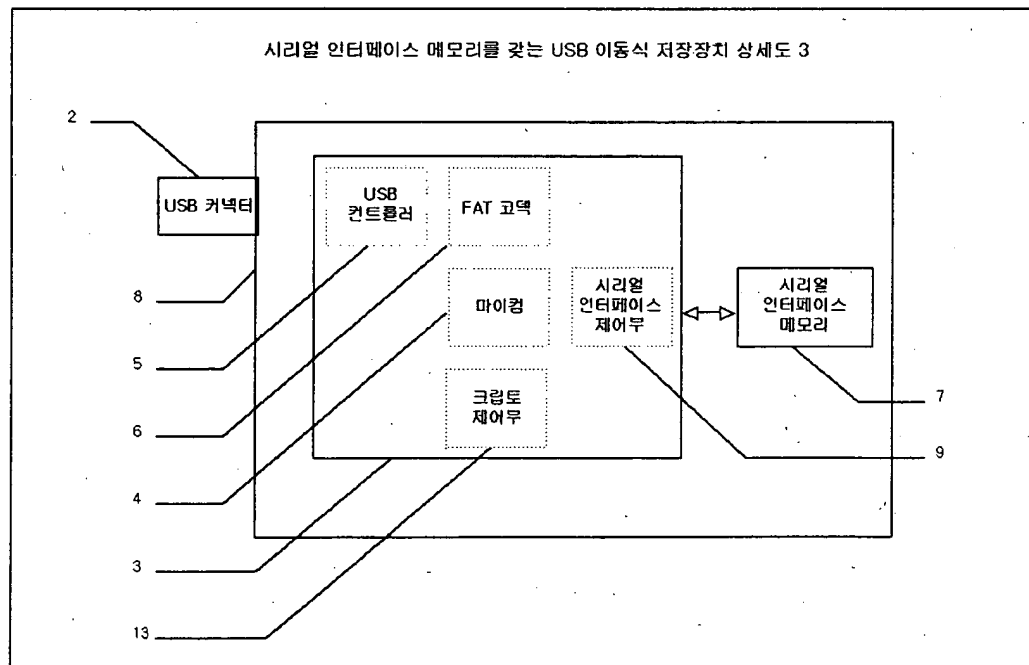 시리얼 인터페이스 메모리를 갖는 USB 이동식 저장장치 상세도 3
2
USB 커넥터
USB
컨트롤러
FAT 코덱
8
마이컴
시리얼
인터페이스
제어부
시리얼
인터페이스
메모리
5
크립토
제어부
7
6
9
4
3
13